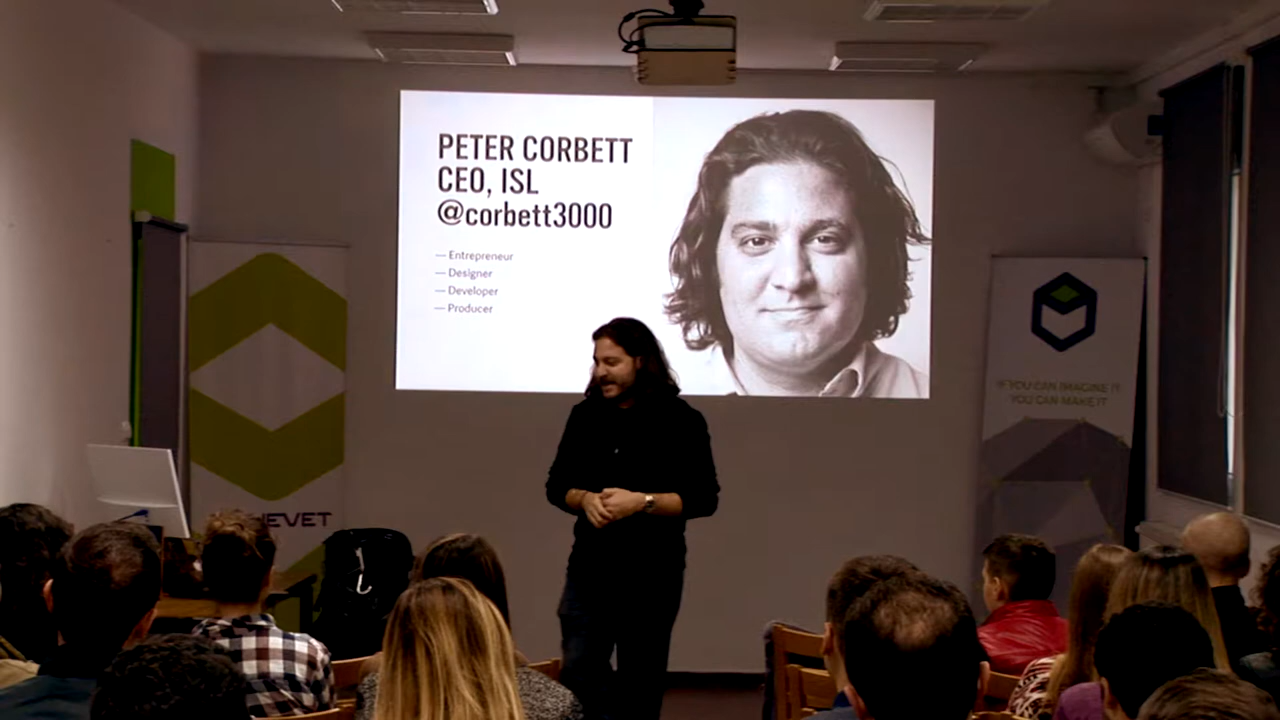 PETER CORBETT
CEO, ISL
@corbett3000
— Entrepreneur
— Designer
— Developer
— Producer
IF YOU CAN IMAGINE IT
YOU CAN MAKE IT